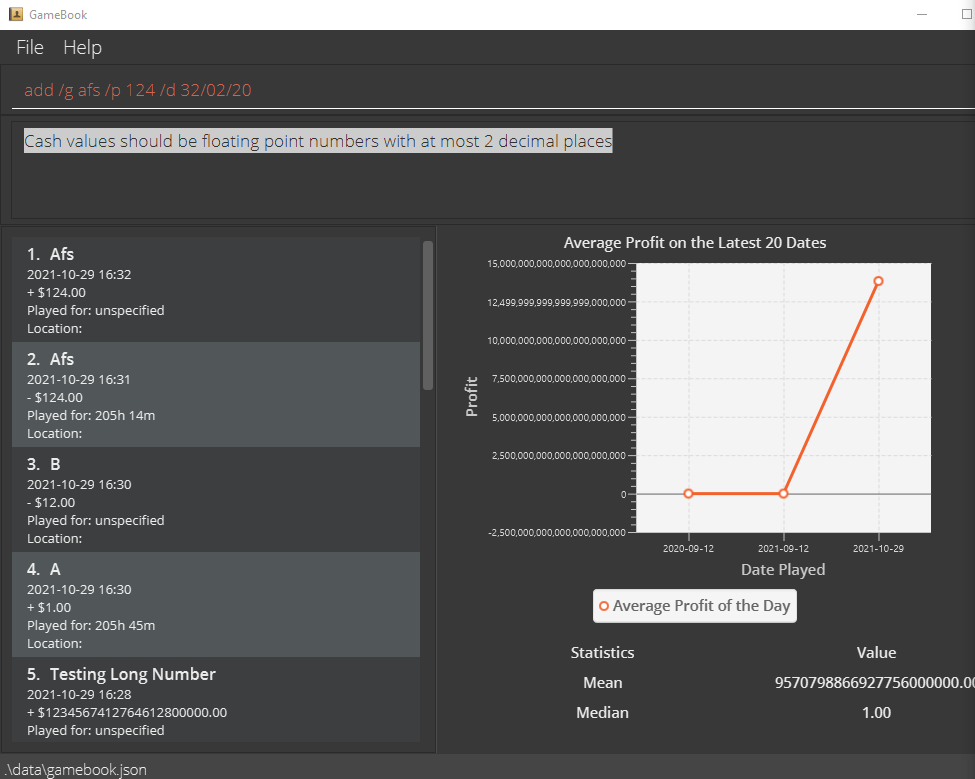 GameBook
File Help
add /g afs /p 124 /d 32/02/20
Cash values should be floating point numbers with at most 2 decimal places
1. Afs
2021-10-29 16:32
+ $124.00
Played for: unspecified
Location:
2. Afs
2021-10-29 16:31
- $124.00
Played for: 205h 14m
Location:
3. B
2021-10-29 16:30
- $12.00
Played for: unspecified
Location:
4. A
2021-10-29 16:30
+ $1.00
Played for: 205h 45m
Location:
5. Testing Long Number
2021-10-29 16:28
+ $1234567412764612800000.00
Played for: unspecified
Average Profit on the Latest 20 Dates
15,000,000,000,000,000,000,000
12,499,999,999,999,999,000,000
10,000,000,000,000,000,000,000
7,500,000,000,000,000,000,000
5,000,000,000,000,000,000,000
2,500,000,000,000,000,000,000
0
-2,500,000,000,000,000,000,000
Profit
2020-09-12 2021-09-12 2021-10-29
Date Played
Average Profit of the Day
Statistics Value
Mean 9570798866927756000000.00
Median 1.00
.\data\gamebook.json